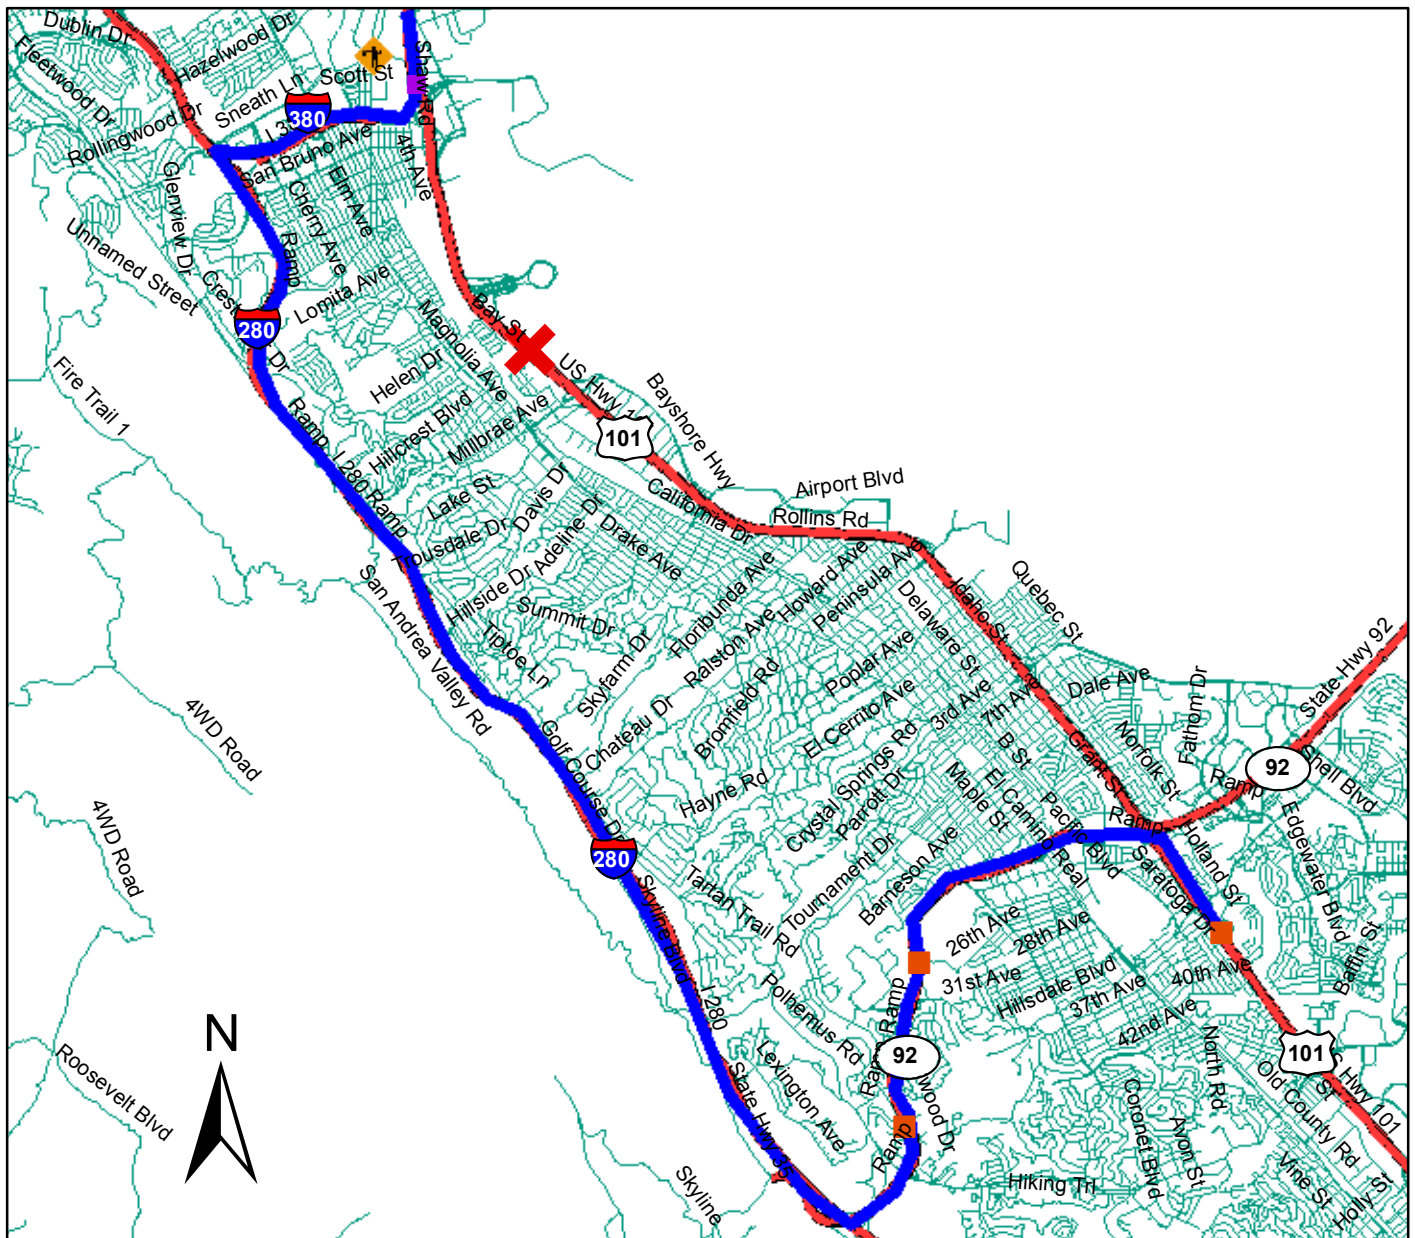 Dublin Dr
Hazelwood Dr
Fleetwood Dr
Scott St
Shaw Rd
Sneath Ln
Rollingwood Dr
380
San Bruno Ave
4th Ave
Glenview Dr
Elm Ave
Cherry Ave
Unnamed Street
Ramp
Lomita Ave
Bay St
280
Dr
Magnolia Ave
Helen Dr
US Hwy
Bayshore Hwy
Fire Trail 1
Ramp
Hillcrest Blvd
Millbrae Ave
101
I 280
Ramp
Lake St
Davis Dr
California Dr
Airport Blvd
Rollins Rd
Trousdale Dr
Adeline Dr
Drake Ave
Hillside Dr
Summit Dr
Floribunda Ave
Howard Ave
Peninsula Ave
San Andrea Valley Rd
Tiptoe Ln
Skyfarm Dr
Ralston Ave
Delaware St
Idaho St
Quebec St
Chateau Dr
Bromfield Rd
Poplar Ave
El Cerrito Ave
3rd Ave
7th Ave
Dale Ave
Fathom Dr
State Hwy 92
4WD Road
Golf Course Dr
Hayne Rd
Crystal Springs Rd
Parrott Dr
B St
Grant St
Norfolk St
92
Ramp
Shell Blvd
4WD Road
280
Maple St
El Camino Real
Pacific Blvd
Ramp
Holland St
Saratoga Dr
Edgewater Blvd
Tournament Dr
Barneson Ave
Tartan Trail Rd
Skyline Blvd
26th Ave
28th Ave
31st Ave
Hillsdale Blvd
37th Ave
40th Ave
42nd Ave
Baffin St
I 280
Polhemus Rd
Ramp
92
N
Roosevelt Blvd
State Hwy 35
Lexington Ave
Ramp
North Rd
101
Hwy 101
Old County Rd
Coronet Blvd
Avon St
Hiking Trl
Vine St
Holly St
Skyline